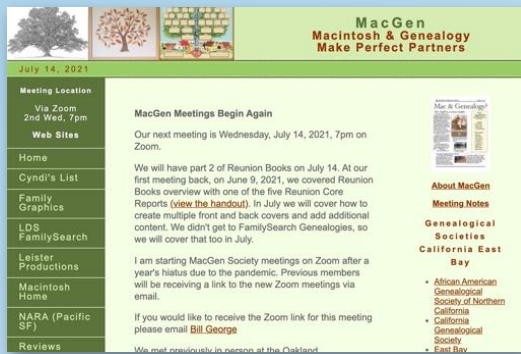 MacGen
Macintosh & Genealogy
Make Perfect Partners
July 14, 2021
Meeting Location
Via Zoom
2nd Wed, 7pm
Web Sites
Home
Cyndi's List
Family
Graphics
LDS
FamilySearch
Leister
Productions
Macintosh
Home
NARA (Pacific
SF)
Reviews
MacGen Meetings Begin Again
Our next meeting is Wednesday, July 14, 2021, 7pm on
Zoom.
We will have part 2 of Reunion Books on July 14. At our
first meeting back, on June 9, 2021, we covered Reunion
Books overview with one of the five Reunion Core
Reports (view the handout). In July we will cover how to
create multiple front and back covers and add additional
content. We didn't get to FamilySearch Genealogies, so
we will cover that too in July.
I am starting MacGen Society meetings on Zoom after a
year's hiatus due to the pandemic. Previous members
will be receiving a link to the new Zoom meetings via
email.
If you would like to receive the Zoom link for this meeting
please email Bill George
We met previously in person at the Oakland
Mac & Genealogy?
About MacGen
Meeting Notes
Genealogical
Societies
California East
Bay
African American
Genealogical
Society of Northern
California
California
Genealogical
Society
East Bay